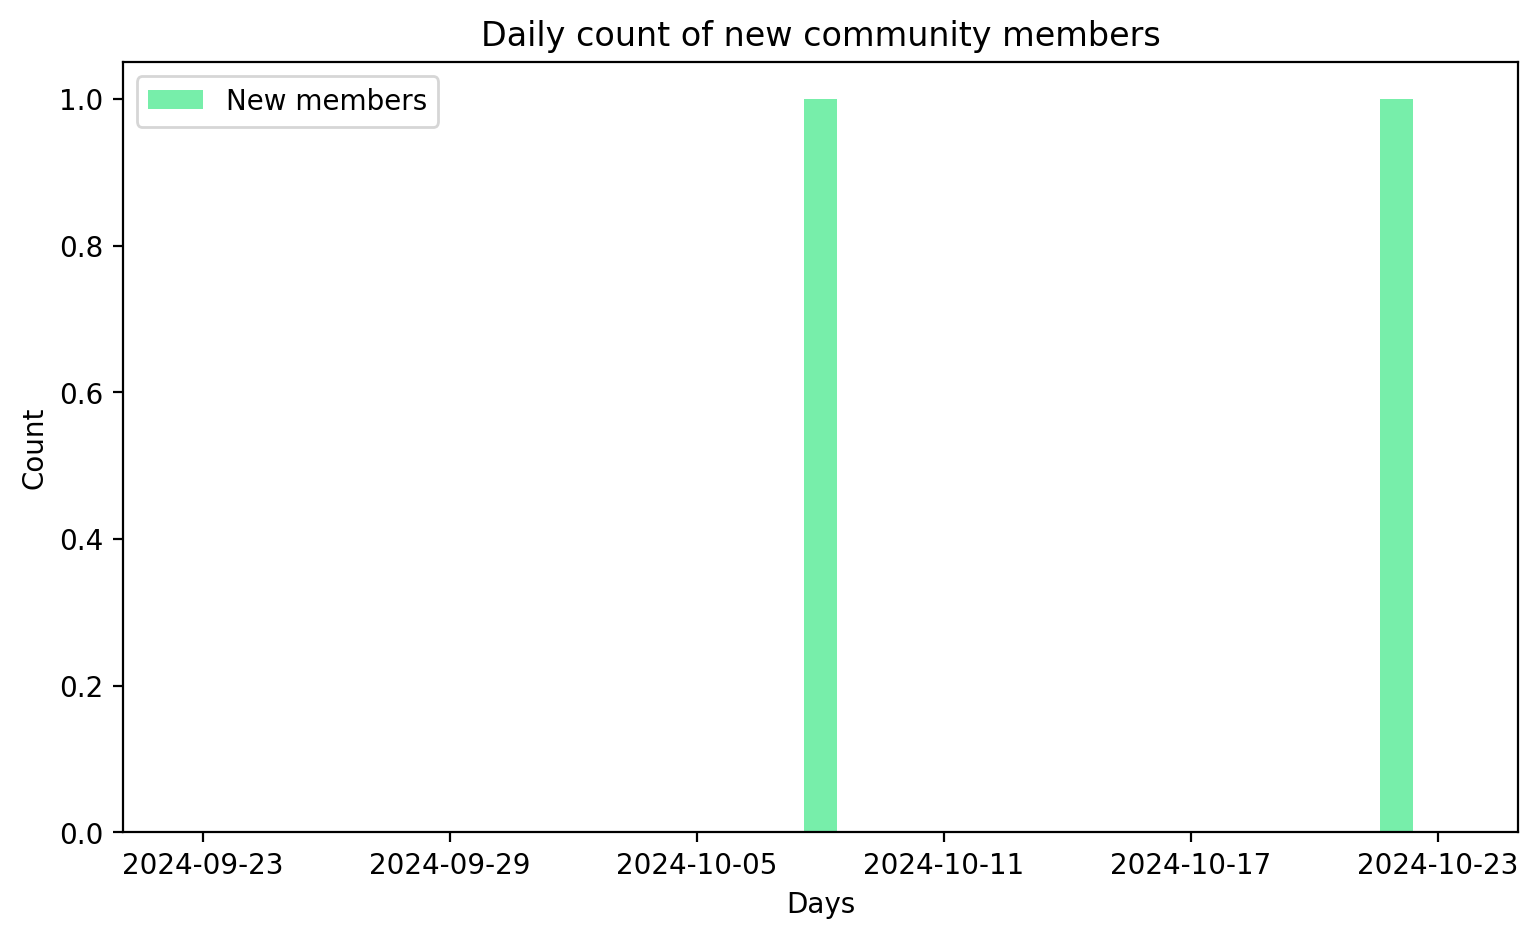 Daily count of new community members
New members
1.0
0.8
0.6
0.4
0.2
0.0
Count
2024-09-23 2024-09-29 2024-10-05 2024-10-11 2024-10-17 2024-10-23
Days